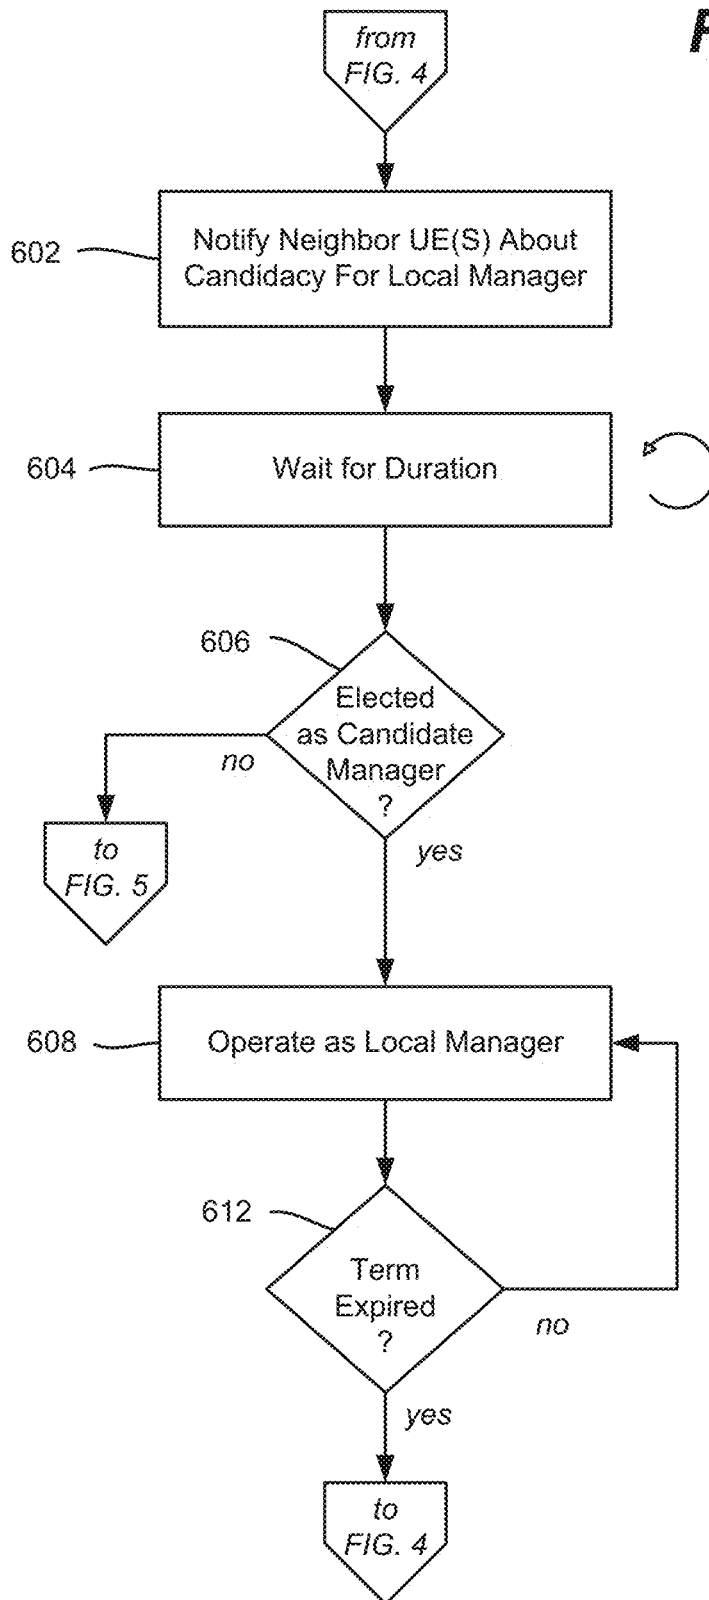 from
FIG. 4
602
Notify Neighbor UE(S) About
Candidacy For Local Manager
604
Wait for Duration
606
Elected
as Candidate
Manager
?
no
yes
to
FIG. 5
608
Operate as Local Manager
612
Term
Expired
?
no
yes
to
FIG. 4